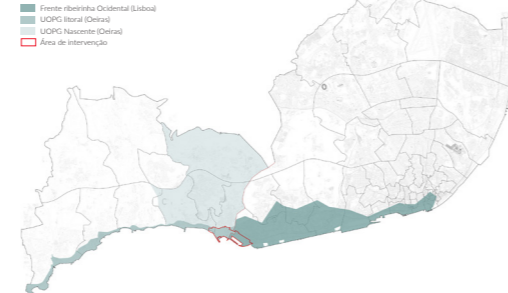 Frente ribeirinha Ocidental (Lisboa)
UOPG litoral (Oeiras)
UOPG Nascente (Oeiras)
Área de intervenção